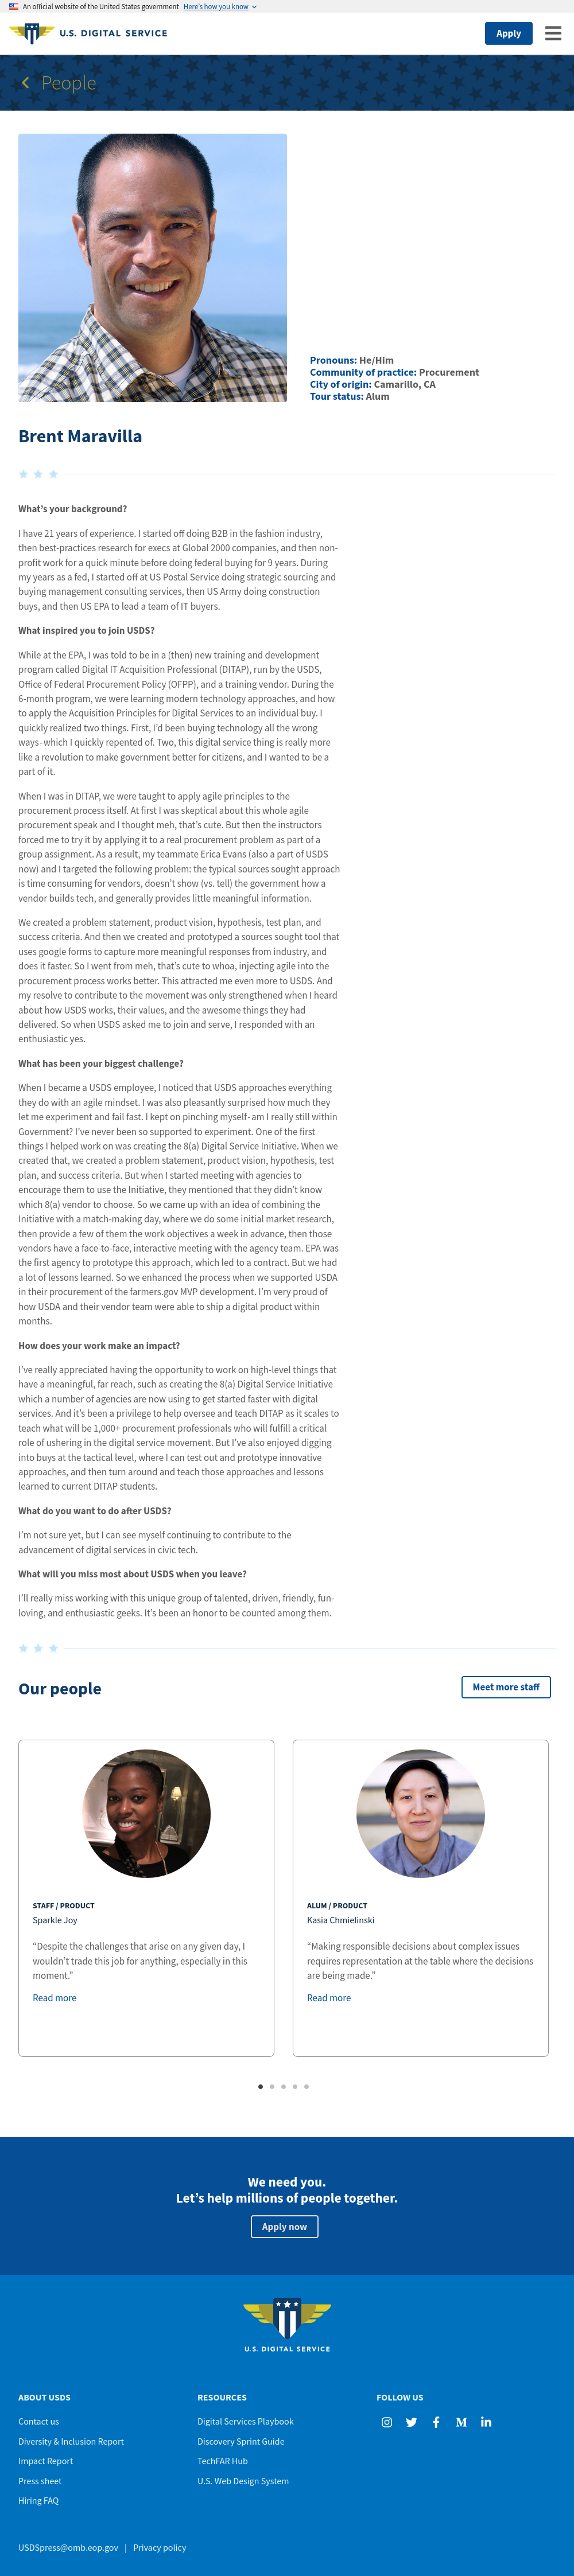 An official website of the United States government Here's how you know
U.S. DIGITAL SERVICE
Apply
People
Pronouns: He/Him
Community of practice: Procurement
City of origin: Camarillo, CA
Tour status: Alum
Brent Maravilla
What's your background?
I have 21 years of experience. I started off doing B2B in the fashion industry,
then best-practices research for execs at Global 2000 companies, and then non-
profit work for a quick minute before doing federal buying for 9 years. During
my years as a fed, I started off at US Postal Service doing strategic sourcing and
buying management consulting services, then US Army doing construction
buys, and then US EPA to lead a team of IT buyers.
What inspired you to join USDS?
While at the EPA, I was told to be in a (then) new training and development
program called Digital IT Acquisition Professional (DITAP), run by the USDS,
Office of Federal Procurement Policy (OFPP), and a training vendor. During the
6-month program, we were learning modern technology approaches, and how
to apply the Acquisition Principles for Digital Services to an individual buy. I
quickly realized two things. First, I'd been buying technology all the wrong
ways - which I quickly repented of. Two, this digital service thing is really more
like a revolution to make government better for citizens, and I wanted to be a
part of it.
When I was in DITAP, we were taught to apply agile principles to the
procurement process itself. At first I was skeptical about this whole agile
procurement speak and I thought meh, that's cute. But then the instructors
forced me to try it by applying it to a real procurement problem as part of a
group assignment. As a result, my teammate Erica Evans (also a part of USDS
now) and I targeted the following problem: the typical sources sought approach
is time consuming for vendors, doesn't show (vs. tell) the government how a
vendor builds tech, and generally provides little meaningful information.
We created a problem statement, product vision, hypothesis, test plan, and
success criteria. And then we created and prototyped a sources sought tool that
uses google forms to capture more meaningful responses from industry, and
does it faster. So I went from meh, that's cute to whoa, injecting agile into the
procurement process works better. This attracted me even more to USDS. And
my resolve to contribute to the movement was only strengthened when I heard
about how USDS works, their values, and the awesome things they had
delivered. So when USDS asked me to join and serve, I responded with an
enthusiastic yes.
What has been your biggest challenge?
When I became a USDS employee, I noticed that USDS approaches everything
they do with an agile mindset. I was also pleasantly surprised how much they
let me experiment and fail fast. I kept on pinching myself - am I really still within
Government? I've never been so supported to experiment. One of the first
things I helped work on was creating the 8(a) Digital Service Initiative. When we
created that, we created a problem statement, product vision, hypothesis, test
plan, and success criteria. But when I started meeting with agencies to
encourage them to use the Initiative, they mentioned that they didn't know
which 8(a) vendor to choose. So we came up with an idea of combining the
Initiative with a match-making day, where we do some initial market research,
then provide a few of them the work objectives a week in advance, then those
vendors have a face-to-face, interactive meeting with the agency team. EPA was
the first agency to prototype this approach, which led to a contract. But we had
a lot of lessons learned. So we enhanced the process when we supported USDA
in their procurement of the farmers.gov MVP development. I'm very proud of
how USDA and their vendor team were able to ship a digital product within
months.
How does your work make an impact?
I've really appreciated having the opportunity to work on high-level things that
have a meaningful, far reach, such as creating the 8(a) Digital Service Initiative
which a number of agencies are now using to get started faster with digital
services. And it's been a privilege to help oversee and teach DITAP as it scales to
teach what will be 1,000+ procurement professionals who will fulfill a critical
role of ushering in the digital service movement. But I've also enjoyed digging
into buys at the tactical level, where I can test out and prototype innovative
approaches, and then turn around and teach those approaches and lessons
learned to current DITAP students.
What do you want to do after USDS?
I'm not sure yet, but I can see myself continuing to contribute to the
advancement of digital services in civic tech.
What will you miss most about USDS when you leave?
I'll really miss working with this unique group of talented, driven, friendly, fun-
loving, and enthusiastic geeks. It's been an honor to be counted among them.
Our people
Meet more staff
STAFF / PRODUCT
Sparkle Joy
"Despite the challenges that arise on any given day, I
wouldn't trade this job for anything, especially in this
moment."
Read more
ALUM / PRODUCT
Kasia Chmielinski
"Making responsible decisions about complex issues
requires representation at the table where the decisions
are being made."
Read more
We need you.
Let's help millions of people together.
Apply now
U.S. DIGITAL SERVICE
ABOUT USDS
Contact us
Diversity & Inclusion Report
Impact Report
Press sheet
Hiring FAQ
RESOURCES
Digital Services Playbook
Discovery Sprint Guide
TechFAR Hub
U.S. Web Design System
FOLLOW US
USDSpress@omb.eop.gov | Privacy policy